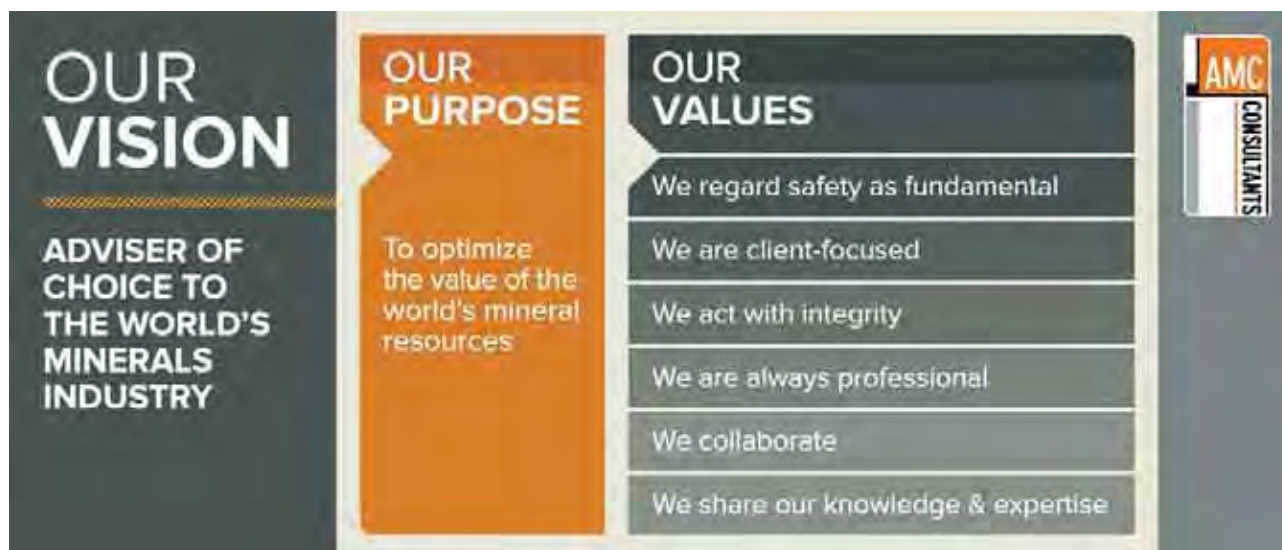 OUR
VISION
ADVISER OF
CHOICE TO
THE WORLD'S
MINERALS
INDUSTRY
OUR
PURPOSE
To optimize
the value of the
world's mineral
resources
OUR
VALUES
We regard safety as fundamental
We are client-focused
We act with integrity
We are always professional
We collaborate
We share our knowledge & expertise
AMC
CONSULTANTS